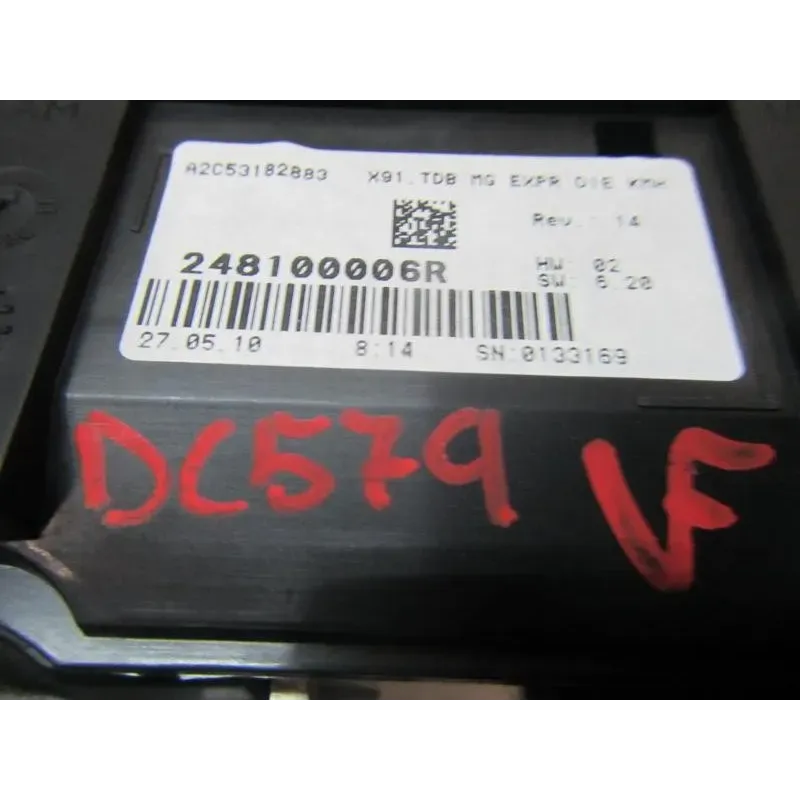 A2C53182883 X91.TDB MG EXPR DIE KMH
Rev.: 14
248100006R
HW: 02
SW: 6.20
27.05.10 8:14 SN:0133169
DC579 VF